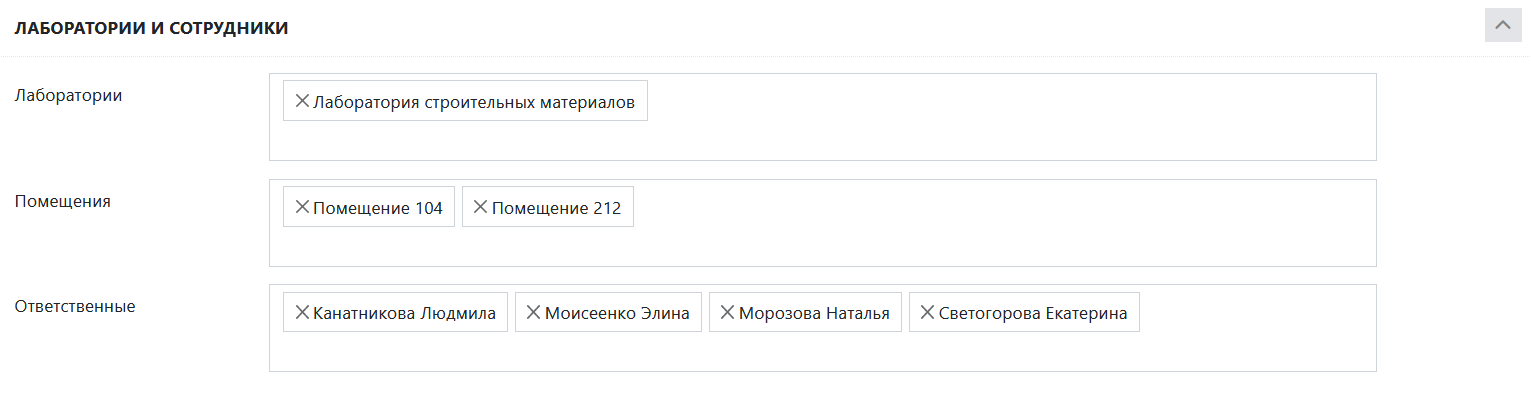 ЛАБОРАТОРИИ И СОТРУДНИКИ
Лаборатории
Лаборатория строительных материалов
Помещения
Помещение 104 Помещение 212
Ответственные
Канатникова Людмила Моисеенко Элина Морозова Наталья Светогорова Екатерина